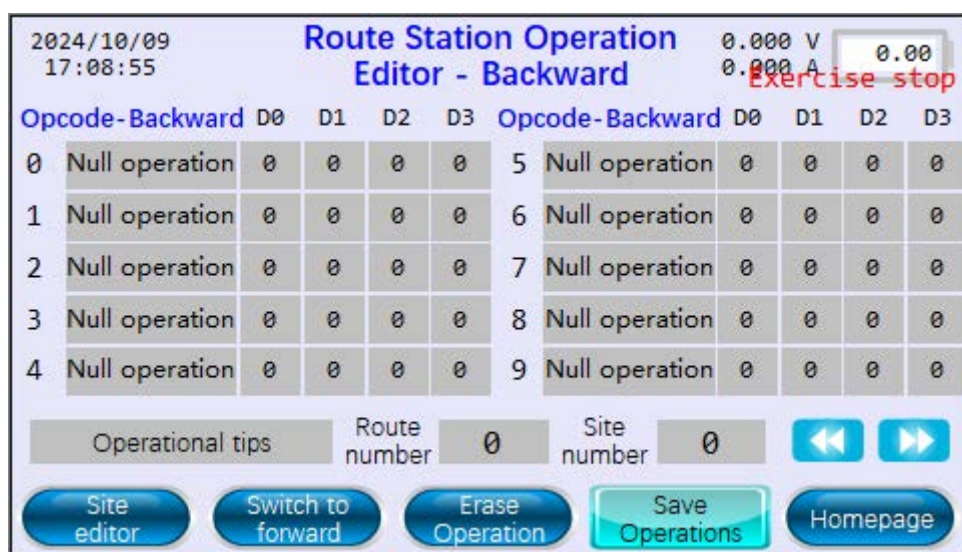 2024/10/09
17:08:55
Route Station Operation
Editor - Backward
0.000 V
0.000 A
0.00
Exercise stop
Opcode-Backward D0 D1 D2 D3 Opcode-Backward D0 D1 D2 D3
0 Null operation 0 0 0 0 5 Null operation 0 0 0 0
1 Null operation 0 0 0 0 6 Null operation 0 0 0 0
2 Null operation 0 0 0 0 7 Null operation 0 0 0 0
3 Null operation 0 0 0 0 8 Null operation 0 0 0 0
4 Null operation 0 0 0 0 9 Null operation 0 0 0 0
Operational tips
Route
number
0
Site
number
0
Site
editor
Switch to
forward
Erase
Operation
Save
Operations
Homepage